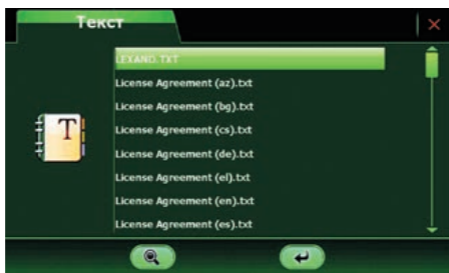 Текст
LEXAND.TXT
License Agreement (az).txt
License Agreement (bg).txt
License Agreement (cs).txt
License Agreement (de).txt
License Agreement (el).txt
License Agreement (en).txt
License Agreement (es).txt
T